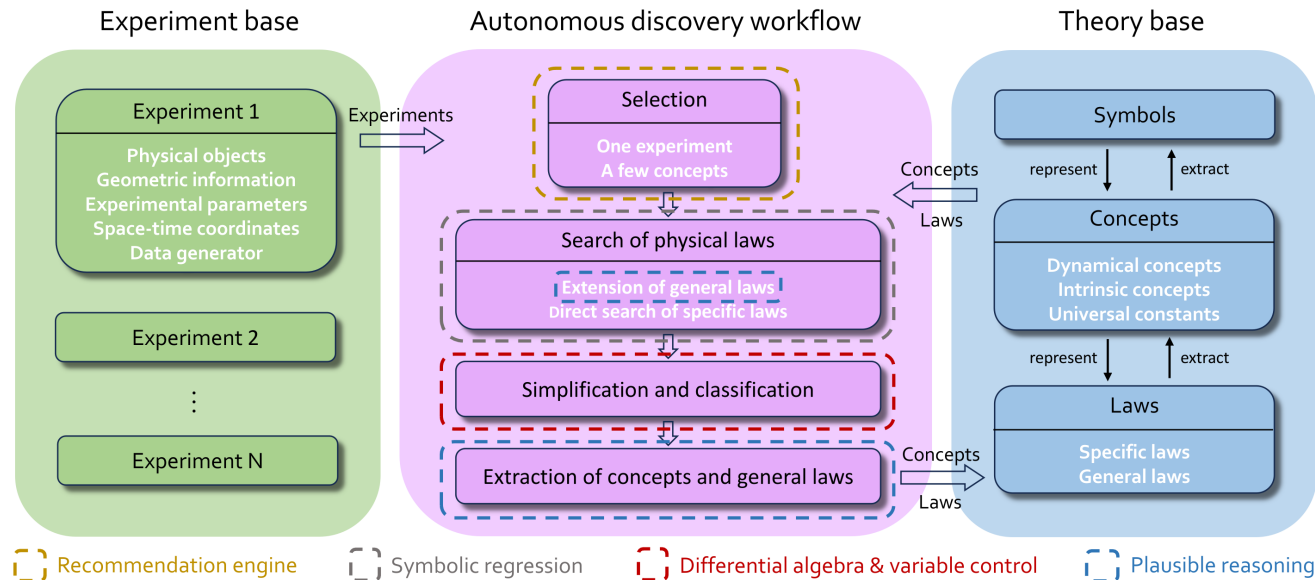 Experiment base
Autonomous discovery workflow
Theory base
Experiment 1
Physical objects
Geometric information
Experimental parameters
Space-time coordinates
Data generator
Experiment 2
⋮
Experiment N
Experiments
Selection
One experiment
A few concepts
Search of physical laws
Extension of general laws
Direct search of specific laws
Simplification and classification
Extraction of concepts and general laws
Concepts
Laws
Concepts
Laws
Symbols
represent
extract
Concepts
Dynamical concepts
Intrinsic concepts
Universal constants
represent
extract
Laws
Specific laws
General laws
Recommendation engine
Symbolic regression
Differential algebra & variable control
Plausible reasoning